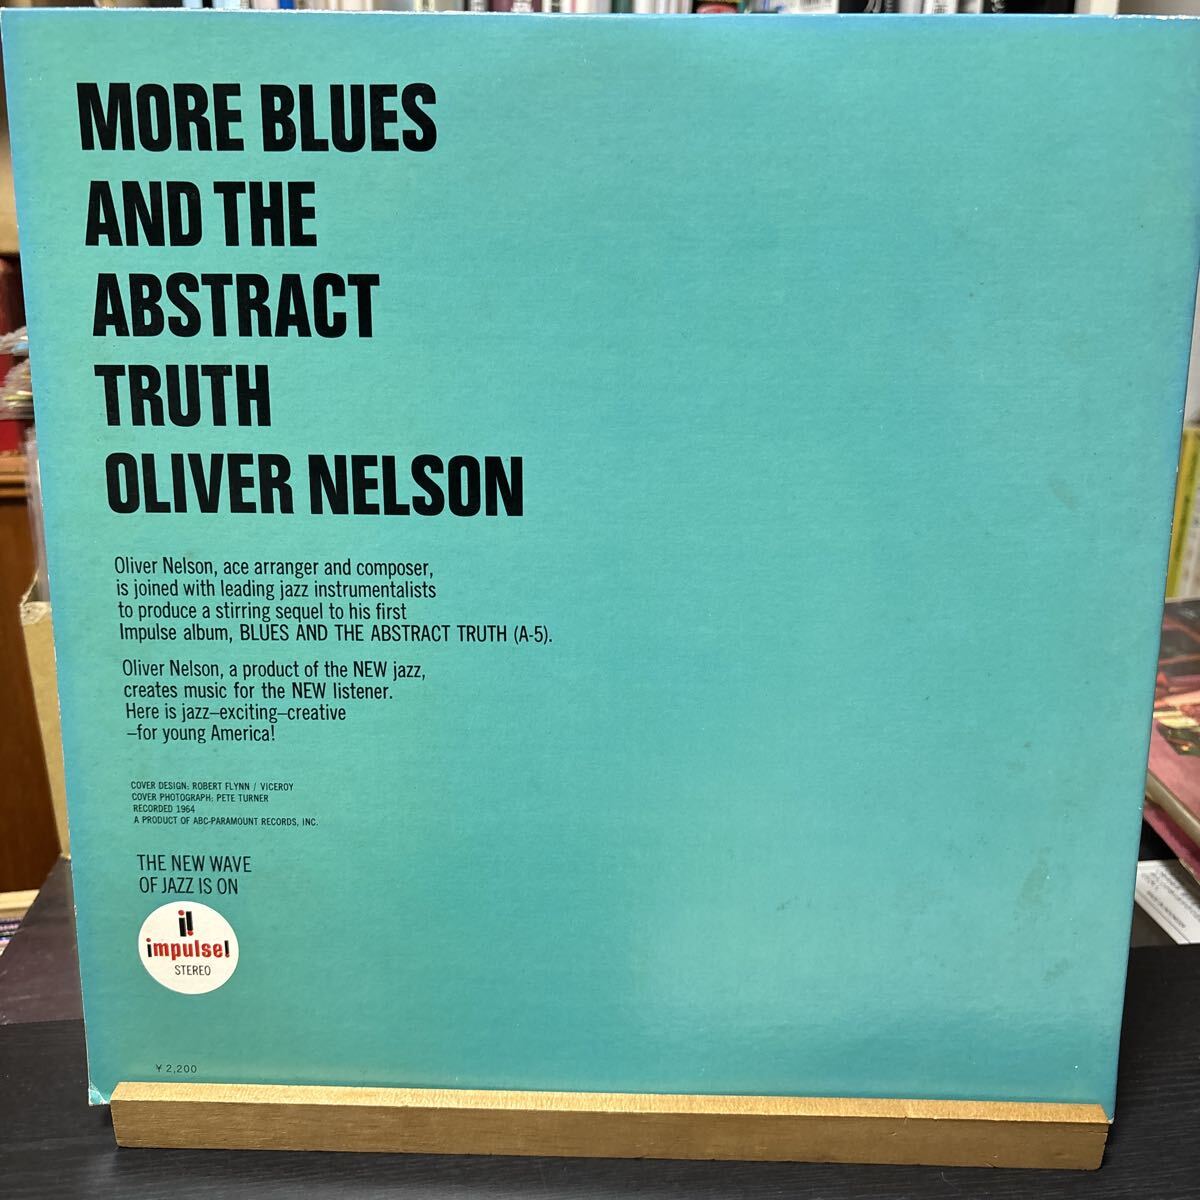 MORE BLUES
AND THE
ABSTRACT
TRUTH
OLIVER NELSON
Oliver Nelson, ace arranger and composer,
is joined with leading jazz instrumentalists
to produce a stirring sequel to his first
Impulse album, BLUES AND THE ABSTRACT TRUTH (A-5).
Oliver Nelson, a product of the NEW jazz,
creates music for the NEW listener.
Here is jazz—exciting—creative
—for young America!
COVER DESIGN: ROBERT FLYNN / VICEROY
COVER PHOTOGRAPH: PETE TURNER
RECORDED 1964
A PRODUCT OF ABC-PARAMOUNT RECORDS, INC.
THE NEW WAVE
OF JAZZ IS ON
i!
impulse!
STEREO
¥ 2,200